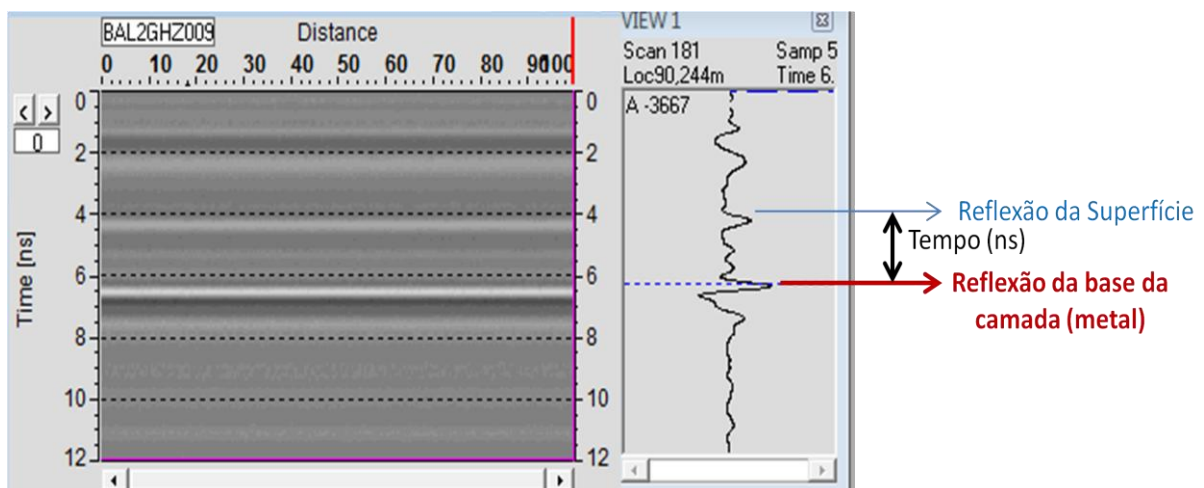 BAL2GHZ009
Distance
0 10 20 30 40 50 60 70 80 90100
0
0
2
4
6
8
10
12
Time [ns]
0
2
4
6
8
10
12
VIEW 1
Scan 181 Samp 5
Loc90,244m Time 6.
A -3667
Reflexão da Superfície
Tempo (ns)
Reflexão da base da
camada (metal)